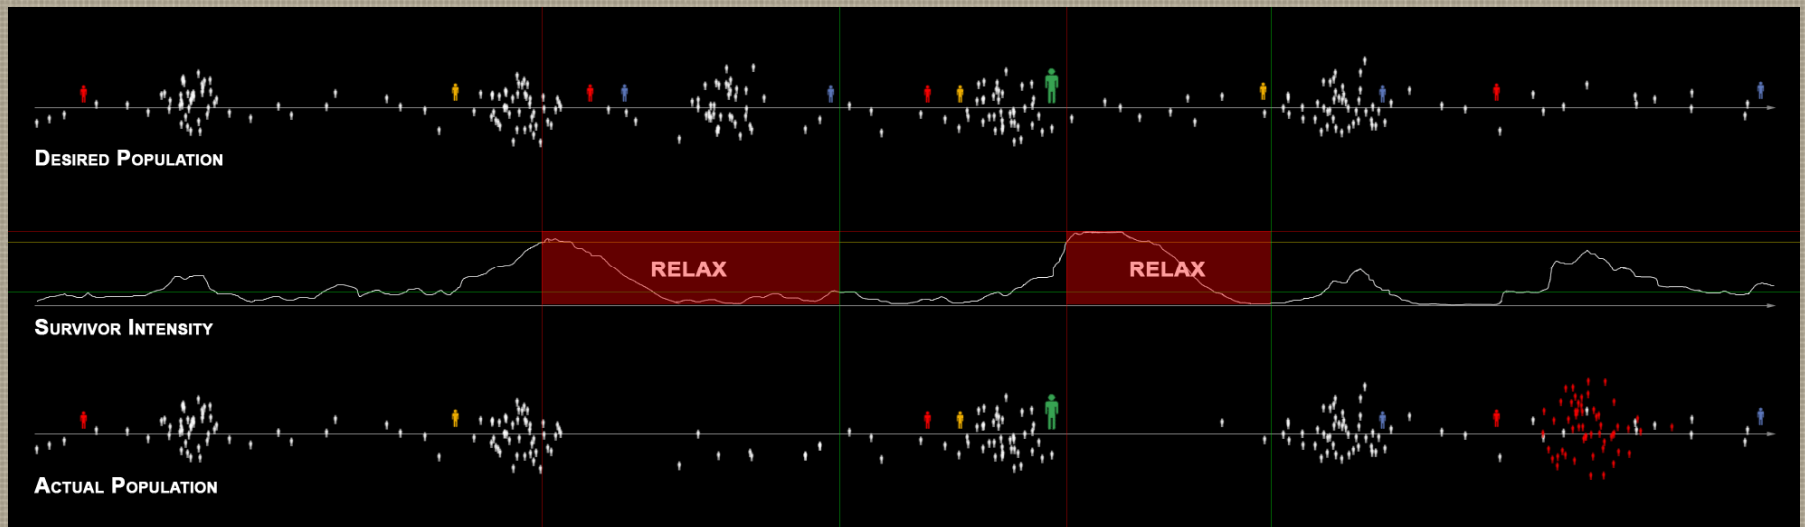 Desired Population
RELAX
RELAX
Survivor Intensity
Actual Population